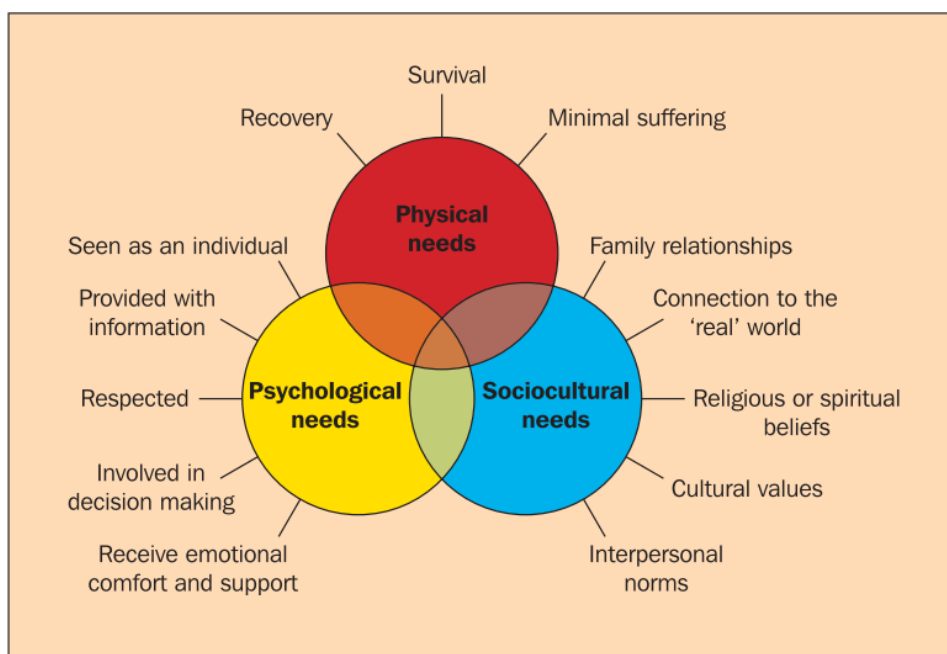 Survival
Recovery
Minimal suffering
Physical
needs
Seen as an individual
Family relationships
Provided with
information
Connection to the
‘real’ world
Respected
Psychological
needs
Sociocultural
needs
Religious or spiritual
beliefs
Involved in
decision making
Cultural values
Receive emotional
comfort and support
Interpersonal
norms